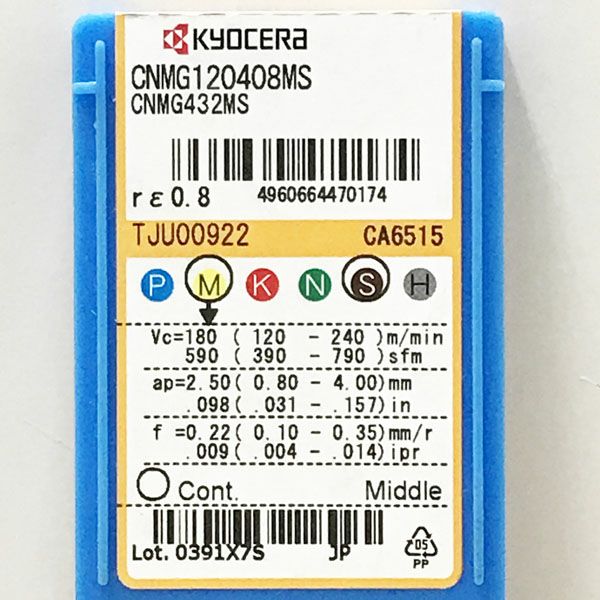 KYOCERA
CNMG120408MS
CNMG432MS
rε0.8 4960664470174
TJU00922 CA6515
P M K N S H
Vc=180 ( 120 - 240 )m/min
590 ( 390 - 790 )sfm
ap=2.50( 0.80 - 4.00)mm
.098( .031 - .157)in
f =0.22( 0.10 - 0.35)mm/r
.009( .004 - .014)ipr
Cont. Middle
Lot. 0391X7S JP
05
PP